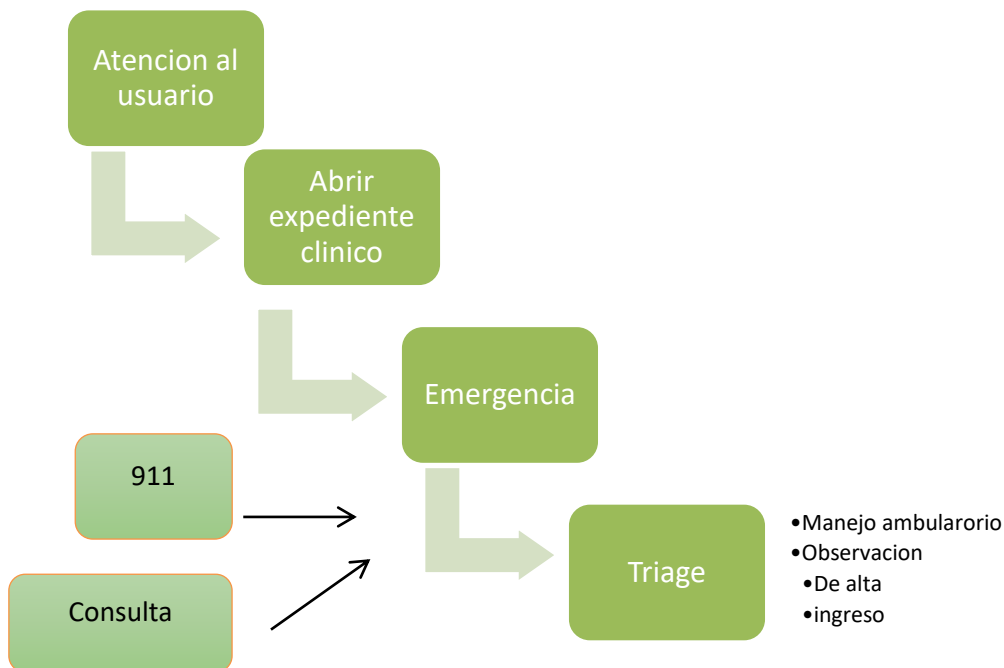 Atencion al
usuario
Abrir
expediente
clinico
Emergencia
911
Consulta
Triage
•Manejo ambularorio
•Observacion
•De alta
•ingreso